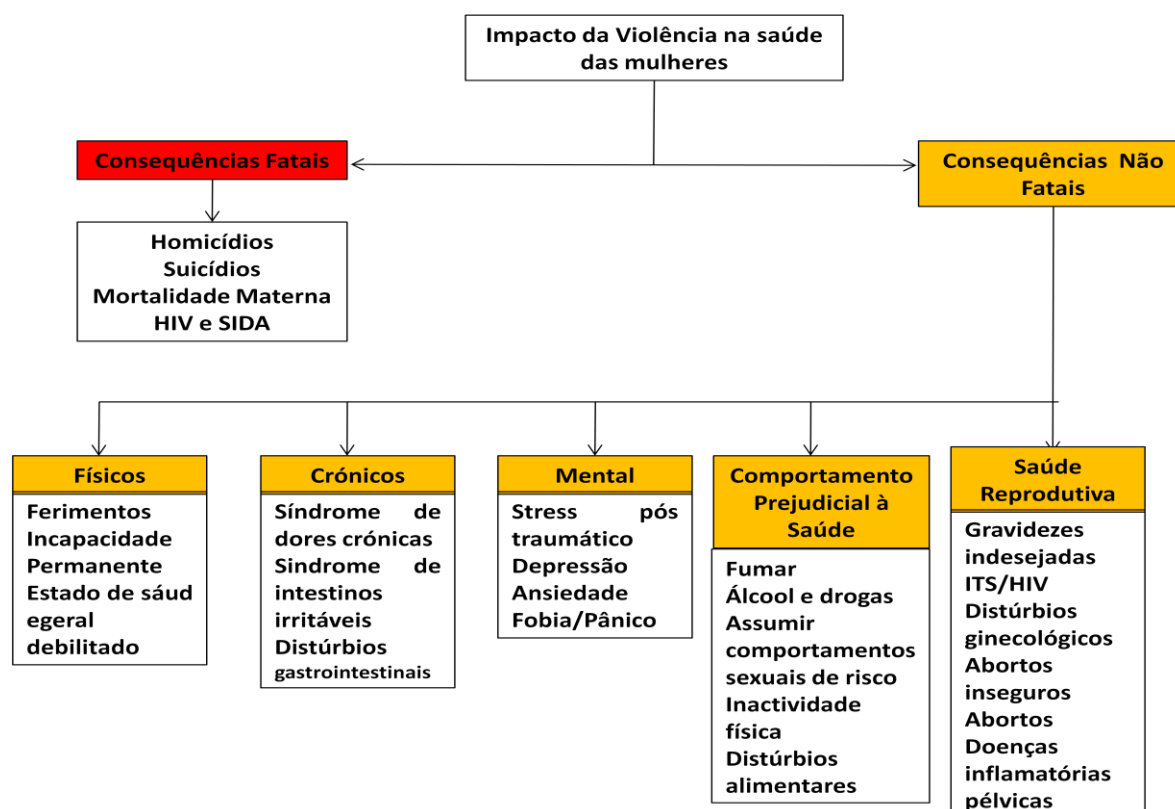 Impacto da Violência na saúde
das mulheres
Consequências Fatais
Consequências Não
Fatais
Homicídios
Suicídios
Mortalidade Materna
HIV e SIDA
Físicos
Ferimentos
Incapacidade
Permanente
Estado de sáud
egeral
debilitado
Crónicos
Síndrome de
dores crónicas
Sindrome de
intestinos
irritáveis
Distúrbios
gastrointestinais
Mental
Stress pós
traumático
Depressão
Ansiedade
Fobia/Pânico
Comportamento
Prejudicial à
Saúde
Fumar
Álcool e drogas
Assumir
comportamentos
sexuais de risco
Inactividade
física
Distúrbios
alimentares
Saúde
Reprodutiva
Gravidezes
indesejadas
ITS/HIV
Distúrbios
ginecológicos
Abortos
inseguros
Abortos
Doenças
inflamatórias
pélvicas